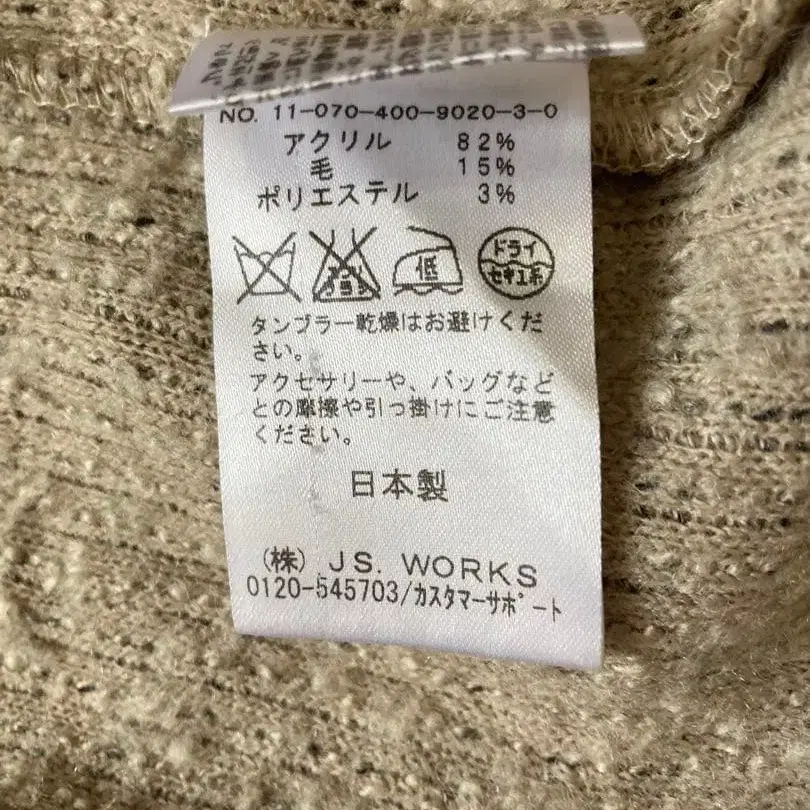 NO. 11-070-400-9020-3-0
アクリル 82%
毛 15%
ポリエステル 3%
低
ドライ
セキユ系
タンブラー乾燥はお避けくだ
さい。
アクセサリーや、バッグなど
との摩擦や引っ掛けにご注意
ください。
日本製
(株) JS. WORKS
0120-545703/カスタマーサポート